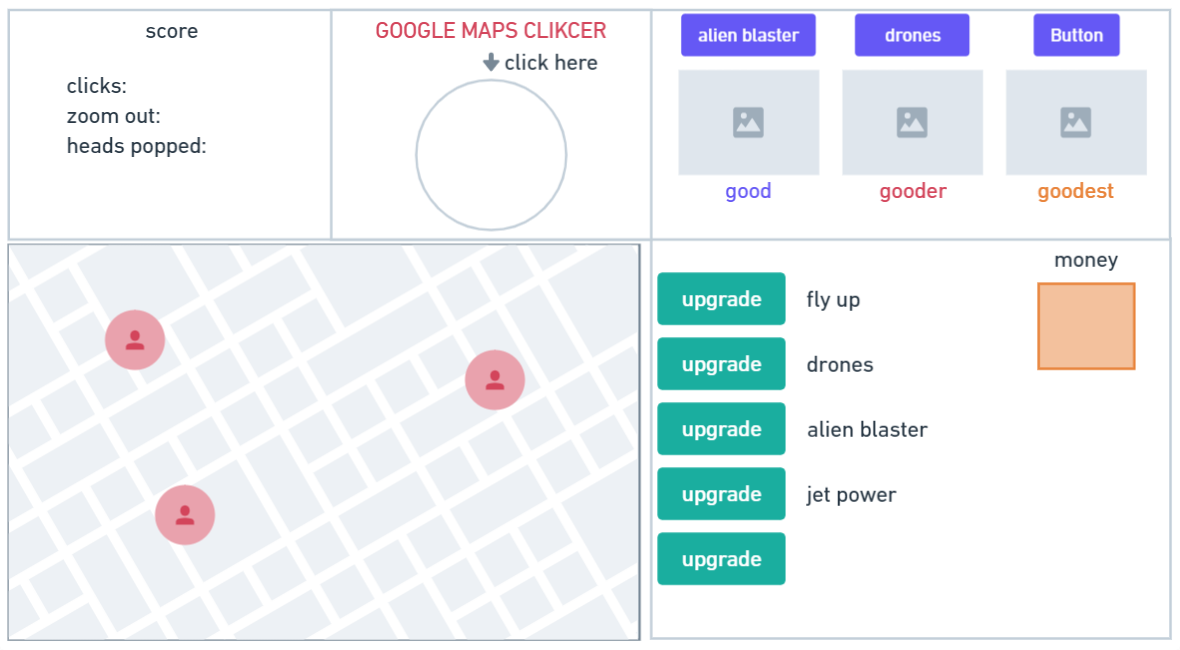 score
clicks:
zoom out:
heads popped:
GOOGLE MAPS CLIKCER
click here
alien blaster
drones
Button
good
gooder
goodest
money
upgrade fly up
upgrade drones
upgrade alien blaster
upgrade jet power
upgrade